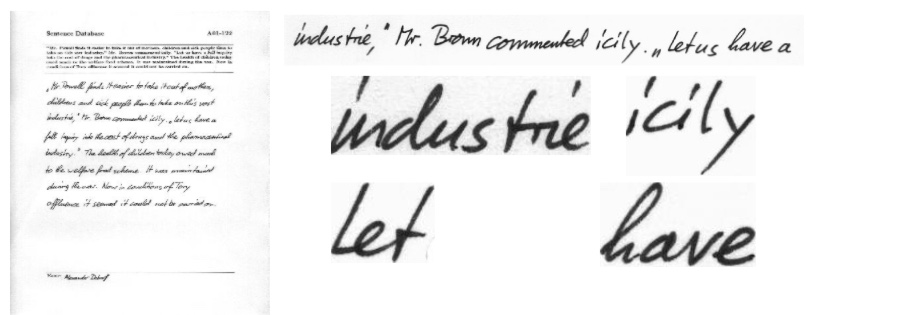 Sentence Database A01-122
"Mr. Powell finds it easier to take it out of mothers, children and sick people than to
take on this vast industry," Mr. Brown commented icily. "Let us have a full inquiry
into the cost of drugs and the pharmaceutical industry." The health of children today
owed much to the welfare food scheme. It was maintained during the war. Now in
conditions of Tory affluence it seemed it could not be carried on.
„Mr. Powell finds it easier to take it out of mothers,
children and sick people than to take on this vast
industrie," Mr. Brown commented icily. „Let us have a
full inquiry into the cost of drugs and the pharmaceutical
industry." The health of children today owed much
to the welfare food scheme. It was maintained
during the war. Now in conditions of Tory
affluence it seemed it could not be carried on.
Name: Alexander
industrie," Mr. Brown commented icily. „Let us have a
industrie icily
Let have